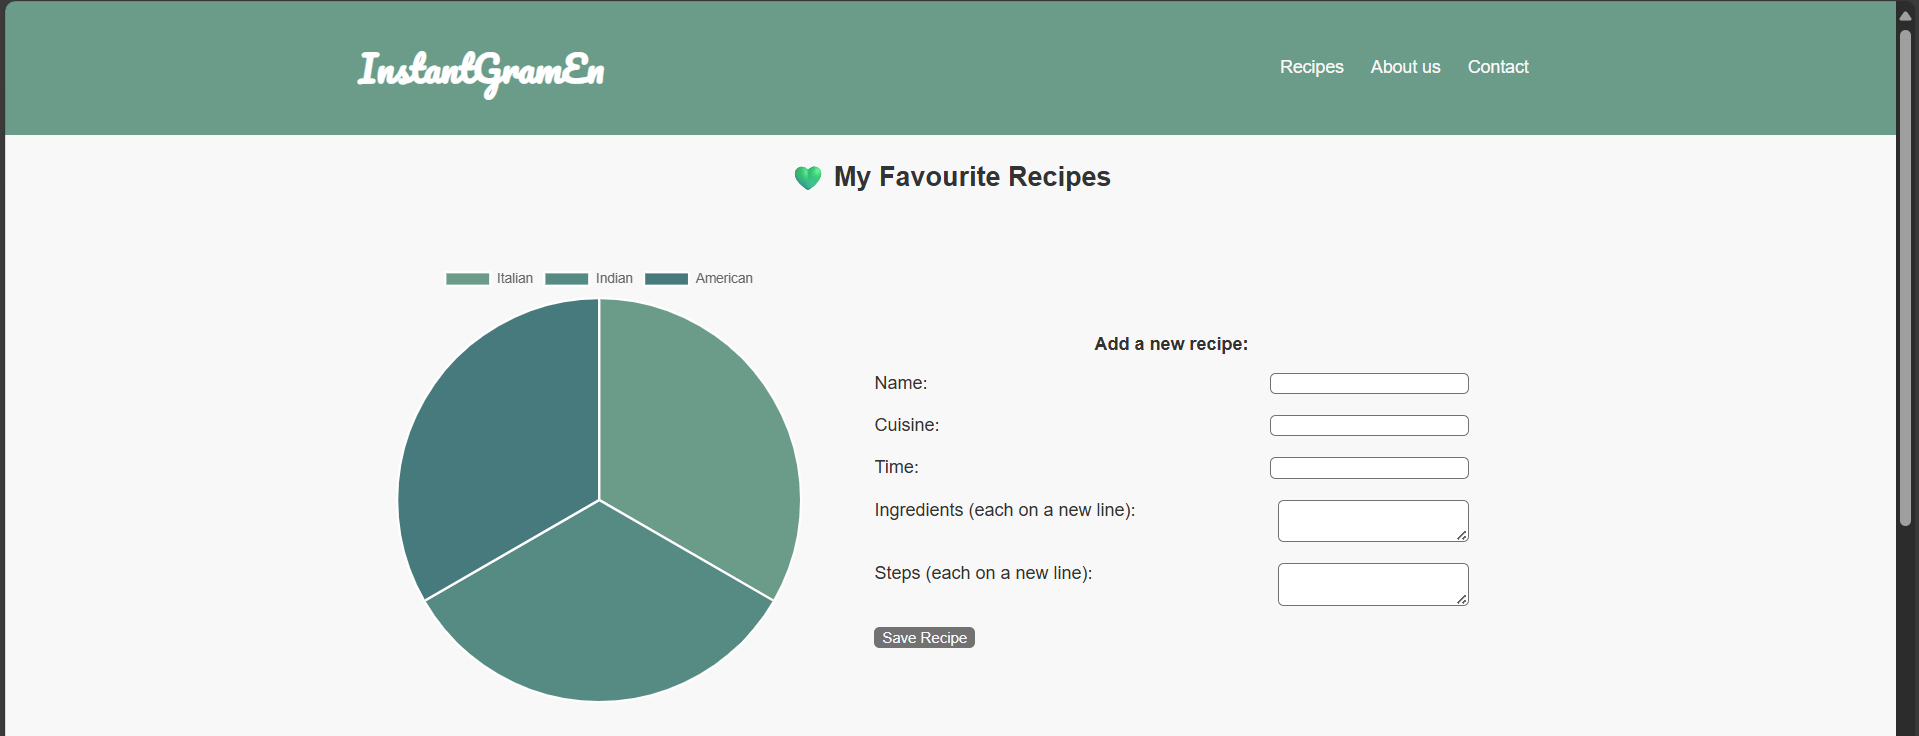 InstantGramEn
Recipes About us Contact
💚 My Favourite Recipes
Italian Indian American
Add a new recipe:
Name:
Cuisine:
Time:
Ingredients (each on a new line):
Steps (each on a new line):
Save Recipe